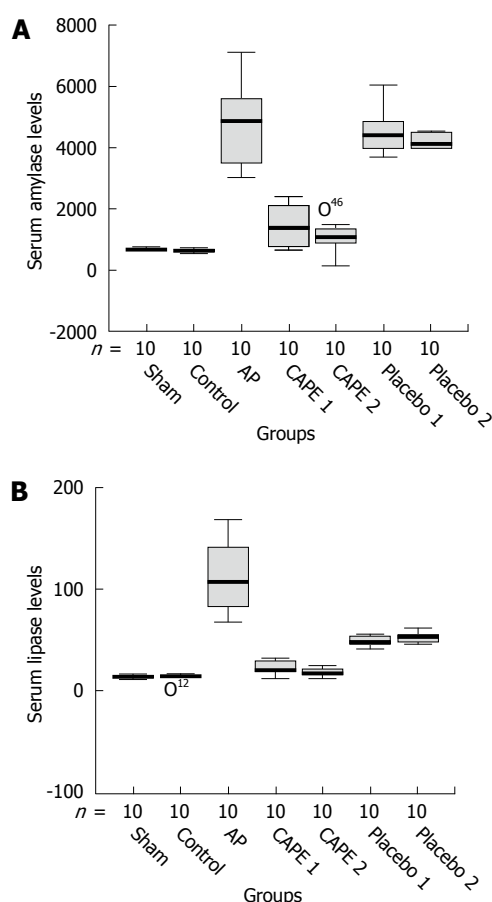 A
Serum amylase levels
8000
6000
4000
2000
0
-2000
O46
n = 10 10 10 10 10 10 10
Sham Control AP CAPE 1 CAPE 2 Placebo 1 Placebo 2
Groups
B
Serum lipase levels
200
100
0
-100
O12
n = 10 10 10 10 10 10 10
Sham Control AP CAPE 1 CAPE 2 Placebo 1 Placebo 2
Groups